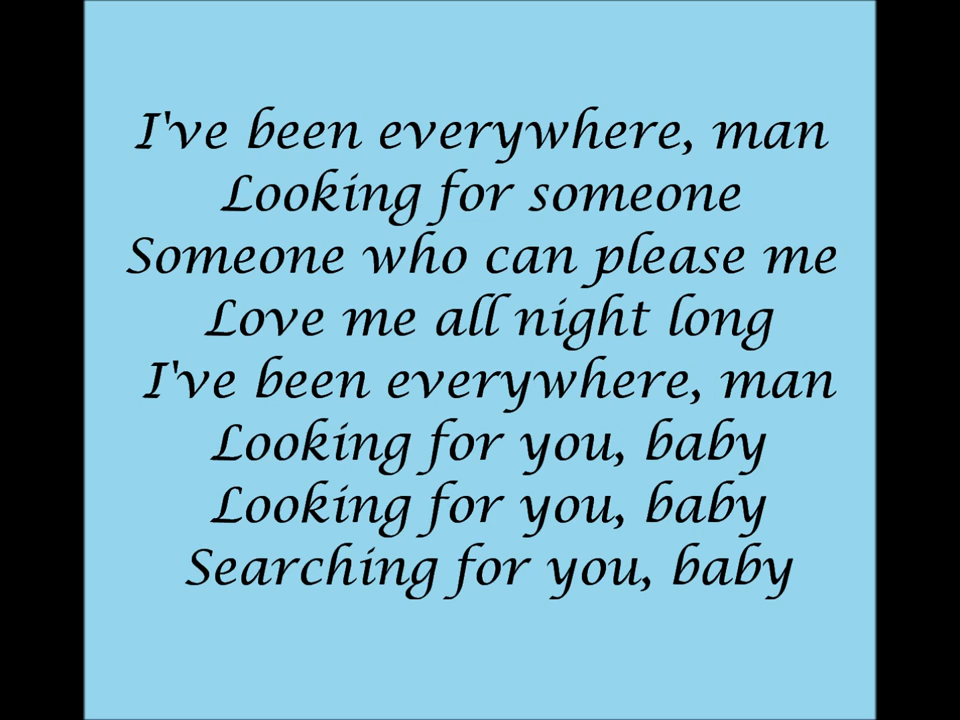 I've been everywhere, man
Looking for someone
Someone who can please me
Love me all night long
I've been everywhere, man
Looking for you, baby
Looking for you, baby
Searching for you, baby